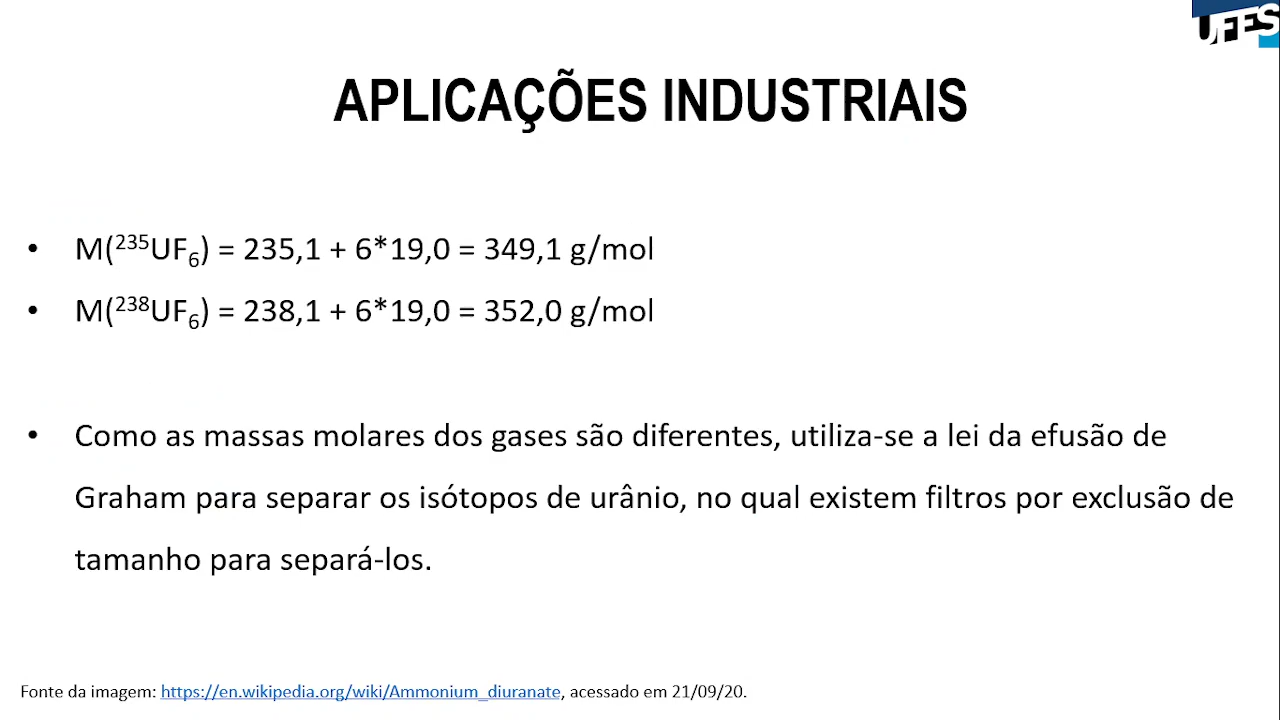 UFES
APLICAÇÕES INDUSTRIAIS
• M(²³⁵UF₆) = 235,1 + 6*19,0 = 349,1 g/mol
• M(²³⁸UF₆) = 238,1 + 6*19,0 = 352,0 g/mol
• Como as massas molares dos gases são diferentes, utiliza-se a lei da efusão de
Graham para separar os isótopos de urânio, no qual existem filtros por exclusão de
tamanho para separá-los.
Fonte da imagem: https://en.wikipedia.org/wiki/Ammonium_diuranate, acessado em 21/09/20.